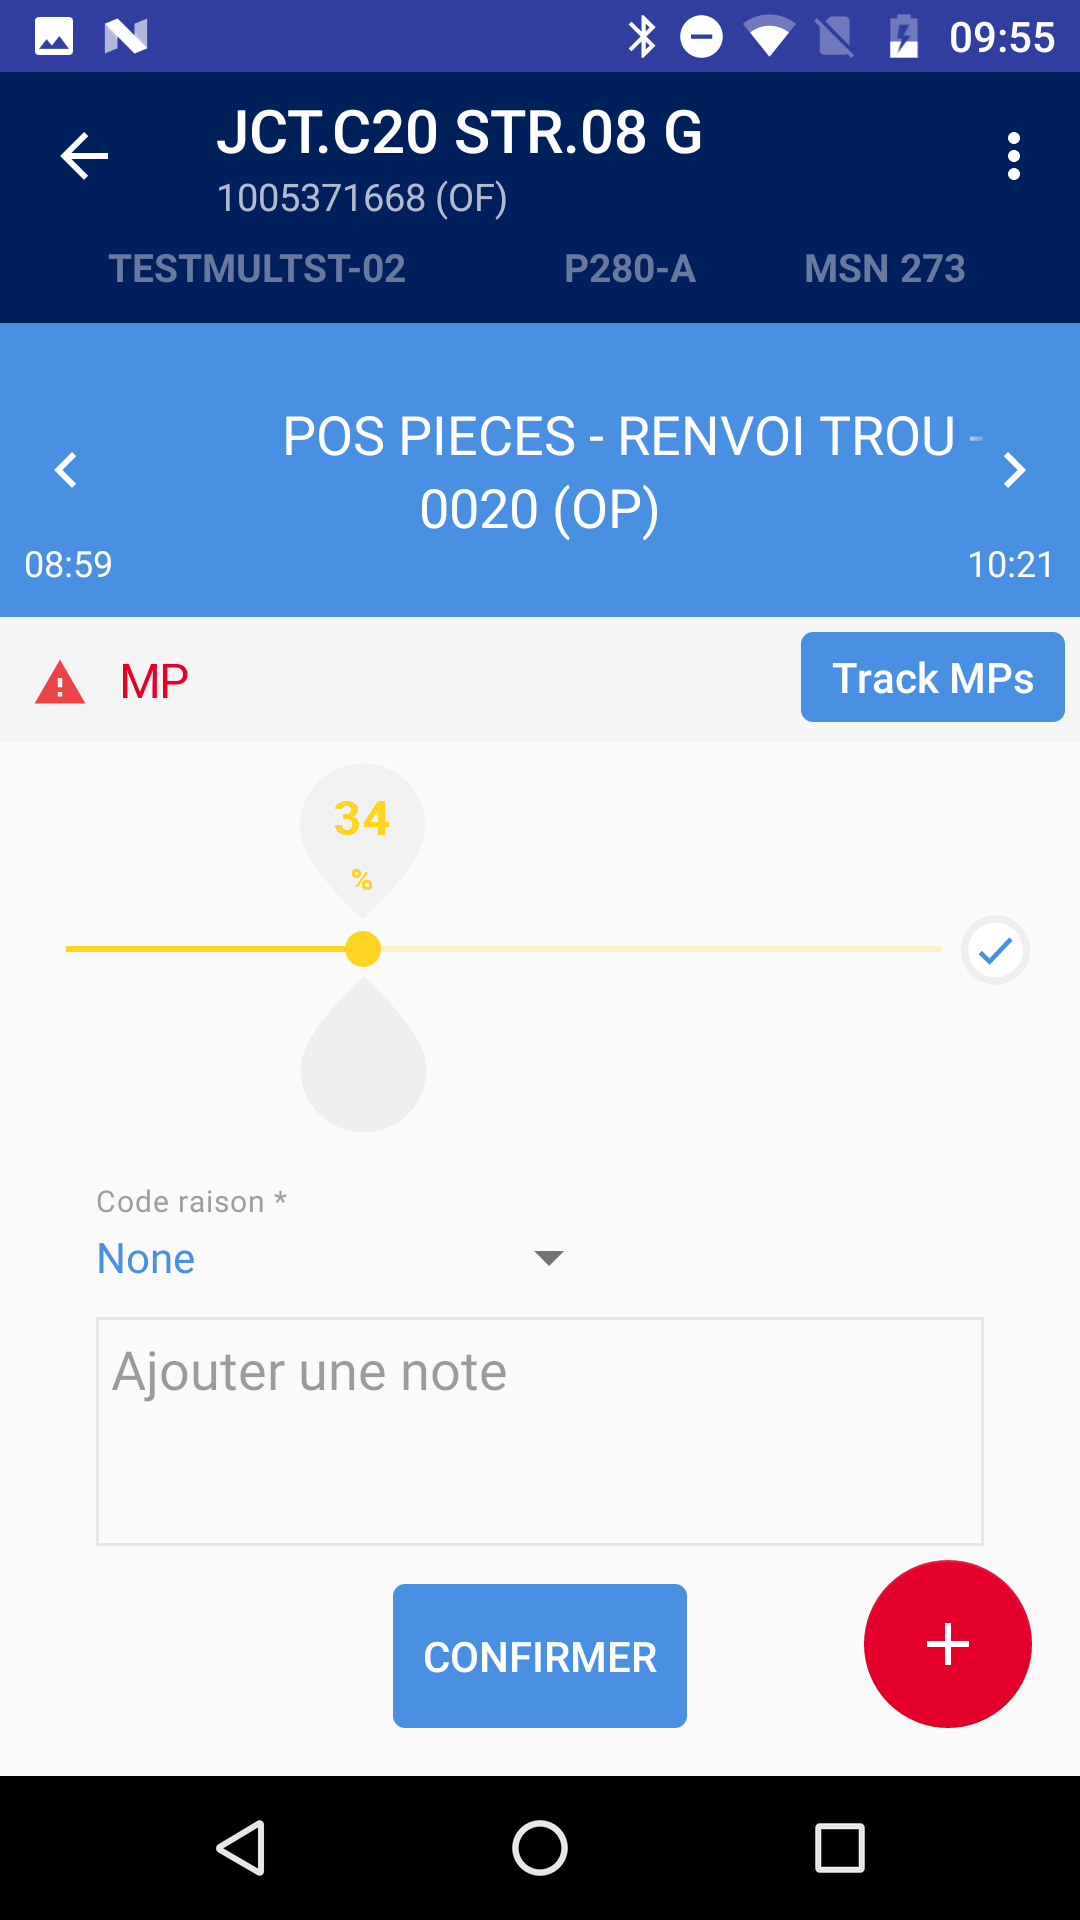 09:55
JCT.C20 STR.08 G
1005371668 (OF)
TESTMULTST-02 P280-A MSN 273
POS PIECES - RENVOI TROU -
0020 (OP)
08:59 10:21
MP Track MPs
34
%
Code raison *
None
Ajouter une note
CONFIRMER